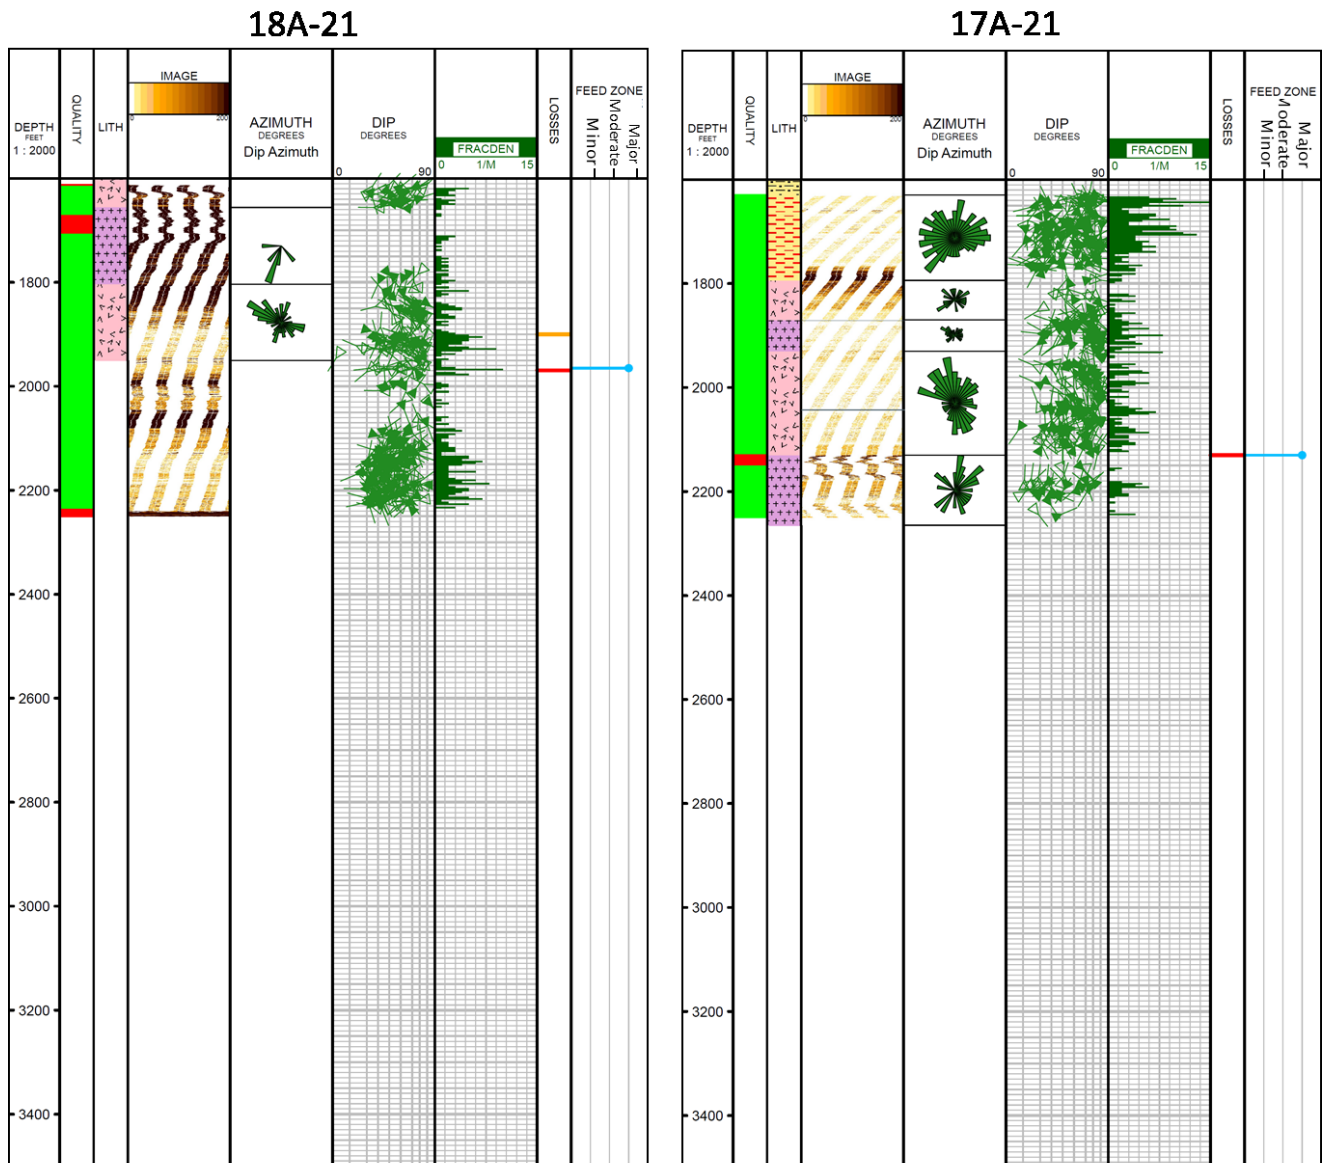 18A-21
DEPTH
FEET
1 : 2000
QUALITY
LITH
IMAGE
0
200
AZIMUTH
DEGREES
Dip Azimuth
DIP
DEGREES
0
90
FRACDEN
0 1/M 15
LOSSES
FEED ZONE
Minor
Moderate
Major
1800
2000
2200
2400
2600
2800
3000
3200
3400
17A-21
DEPTH
FEET
1 : 2000
QUALITY
LITH
IMAGE
0
200
AZIMUTH
DEGREES
Dip Azimuth
DIP
DEGREES
0
90
FRACDEN
0 1/M 15
LOSSES
FEED ZONE
Minor
Moderate
Major
1800
2000
2200
2400
2600
2800
3000
3200
3400